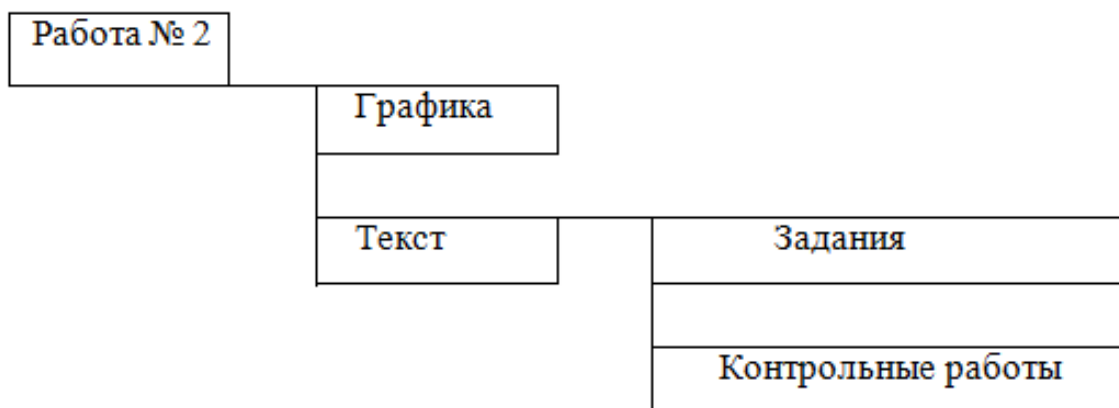 Работа № 2
Графика
Текст
Задания
Контрольные работы